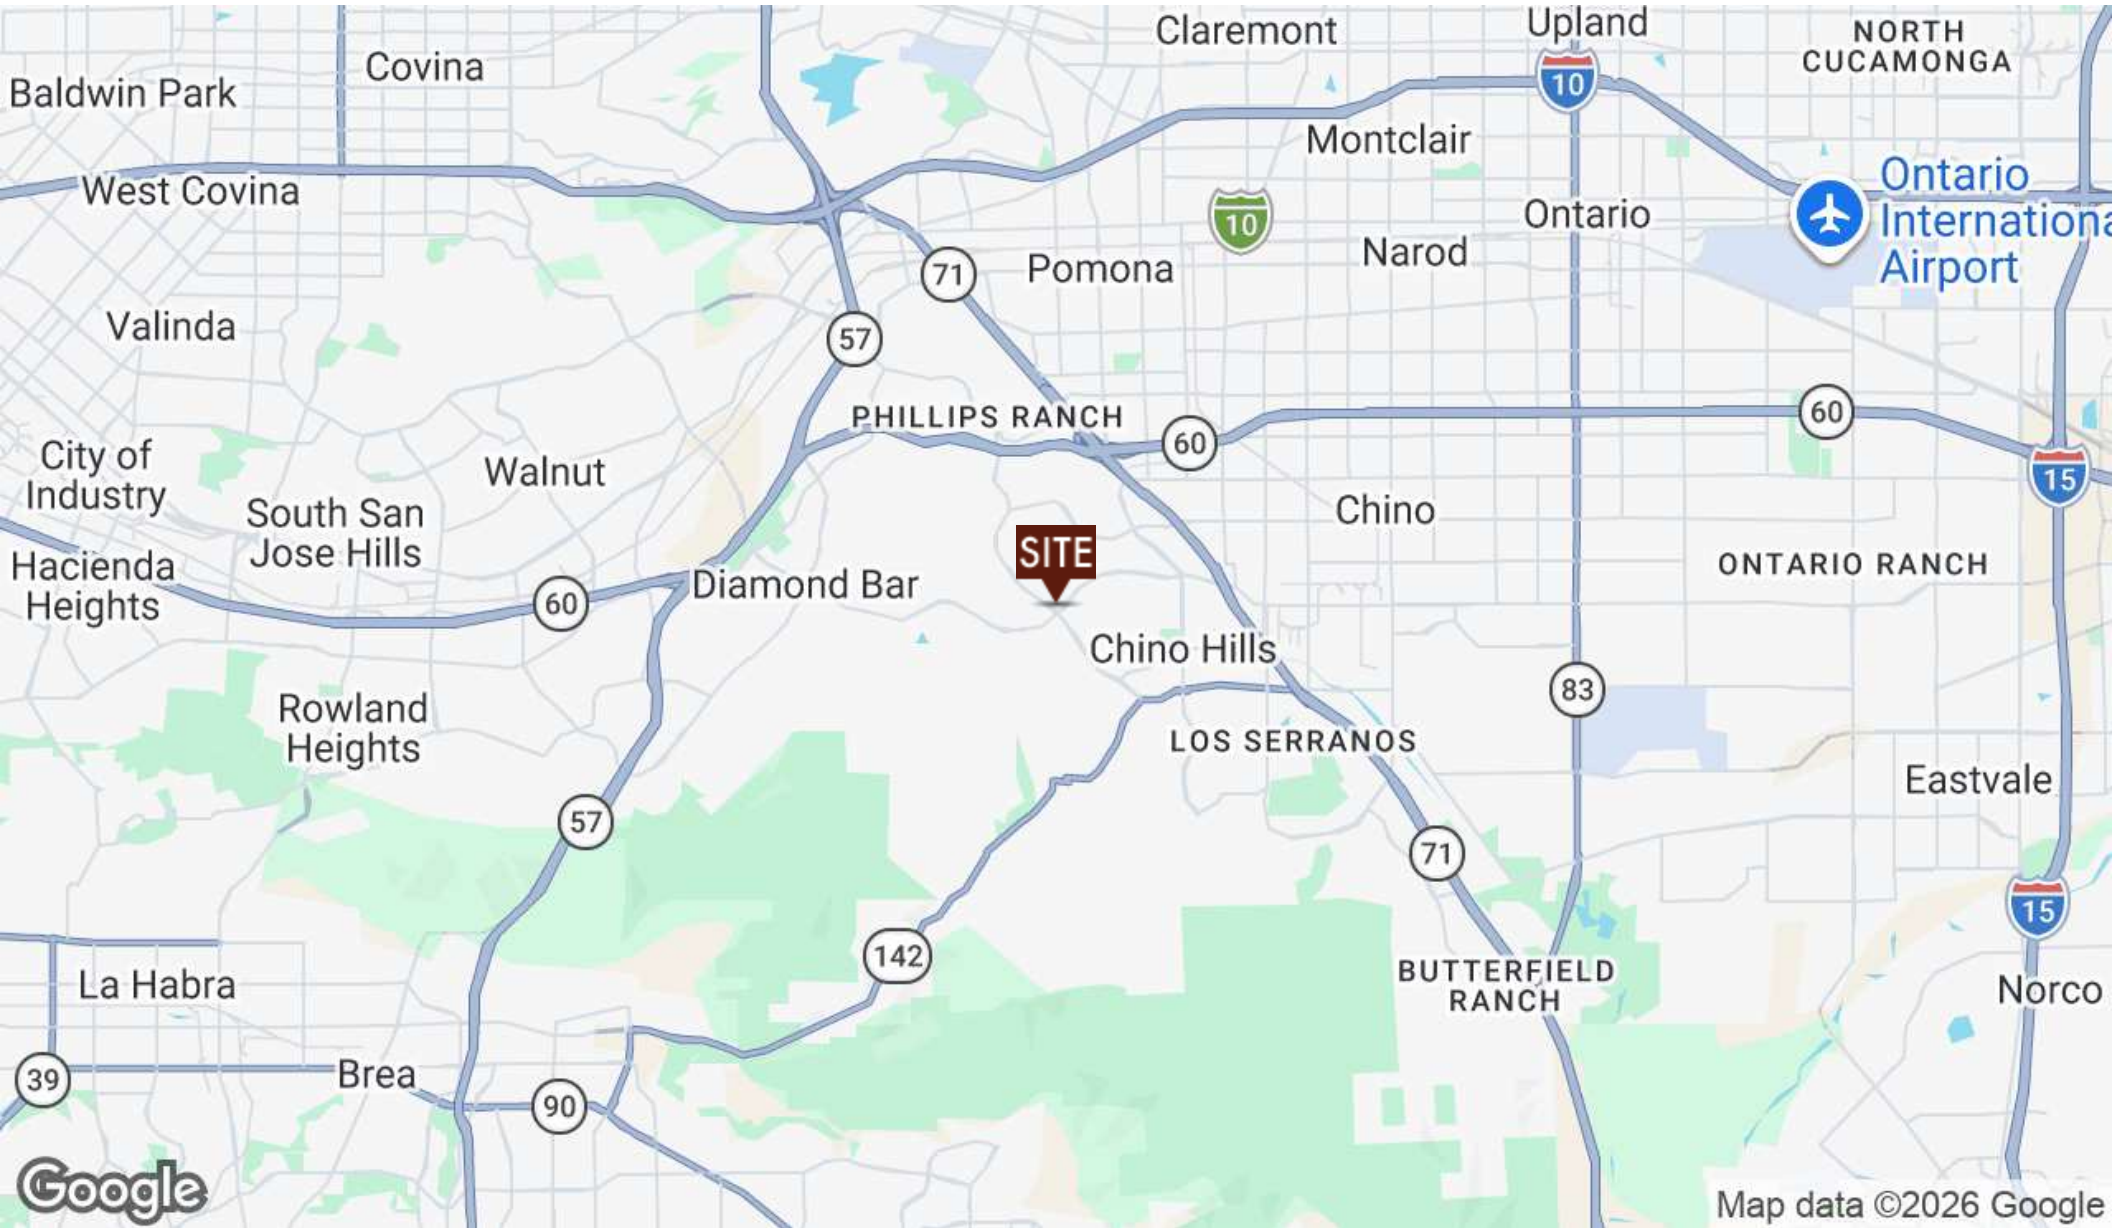 Claremont
Upland
NORTH
CUCAMONGA
Covina
Baldwin Park
10
Montclair
Ontario
Internationa
Airport
West Covina
10
Ontario
Narod
Pomona
71
Valinda
57
PHILLIPS RANCH
60
60
City of
Industry
Walnut
15
South San
Jose Hills
Chino
SITE
ONTARIO RANCH
Hacienda
Heights
Diamond Bar
60
Chino Hills
83
Rowland
Heights
LOS SERRANOS
Eastvale
57
71
15
142
La Habra
BUTTERFIELD
RANCH
Norco
39
Brea
90
Google
Map data ©2026 Google